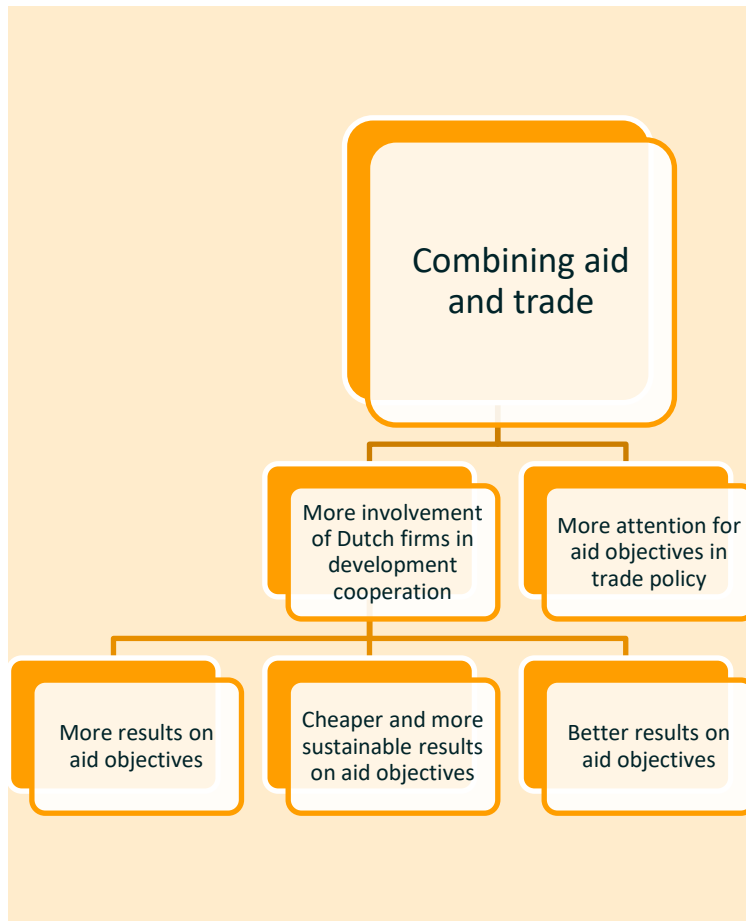 Combining aid
and trade
More involvement
of Dutch firms in
development
cooperation
More attention for
aid objectives in
trade policy
More results on
aid objectives
Cheaper and more
sustainable results
on aid objectives
Better results on
aid objectives